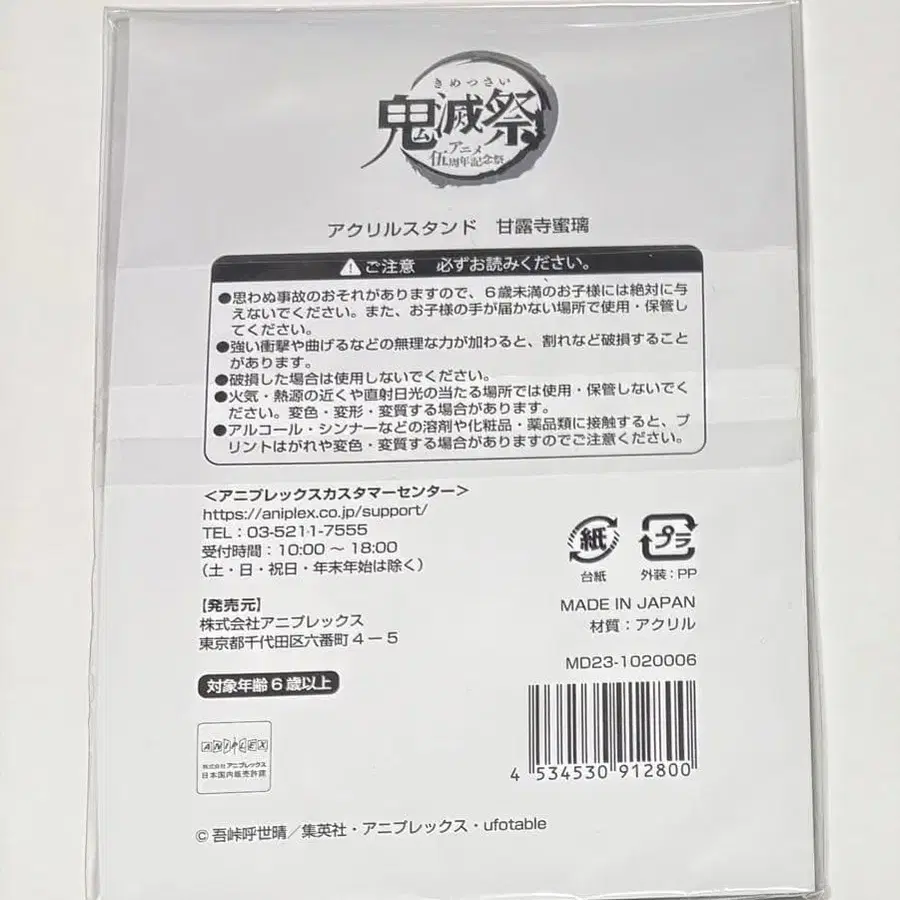 きめつさい
鬼滅祭
アニメ
伍周年記念祭
アクリルスタンド 甘露寺蜜璃
ご注意 必ずお読みください。
●思わぬ事故のおそれがありますので、6歳未満のお子様には絶対に与
えないでください。また、お子様の手が届かない場所で使用・保管し
てください。
●強い衝撃や曲げるなどの無理な力が加わると、割れなど破損すること
があります。
●破損した場合は使用しないでください。
●火気・熱源の近くや直射日光の当たる場所では使用・保管しないでく
ださい。変色・変形・変質する場合があります。
●アルコール・シンナーなどの溶剤や化粧品・薬品類に接触すると、プ
リントはがれや変色・変質する場合がありますのでご注意ください。
<アニプレックスカスタマーセンター>
https://aniplex.co.jp/support/
TEL：03-5211-7555
受付時間：10:00 ～ 18:00
（土・日・祝日・年末年始は除く）
【発売元】
株式会社アニプレックス
東京都千代田区六番町4－5
対象年齢6歳以上
紙
台紙
プラ
外装：PP
MADE IN JAPAN
材質：アクリル
MD23-1020006
4 534530 912800
ANIPLEX
株式会社アニプレックス
日本国内販売許諾
© 吾峠呼世晴／集英社・アニプレックス・ufotable